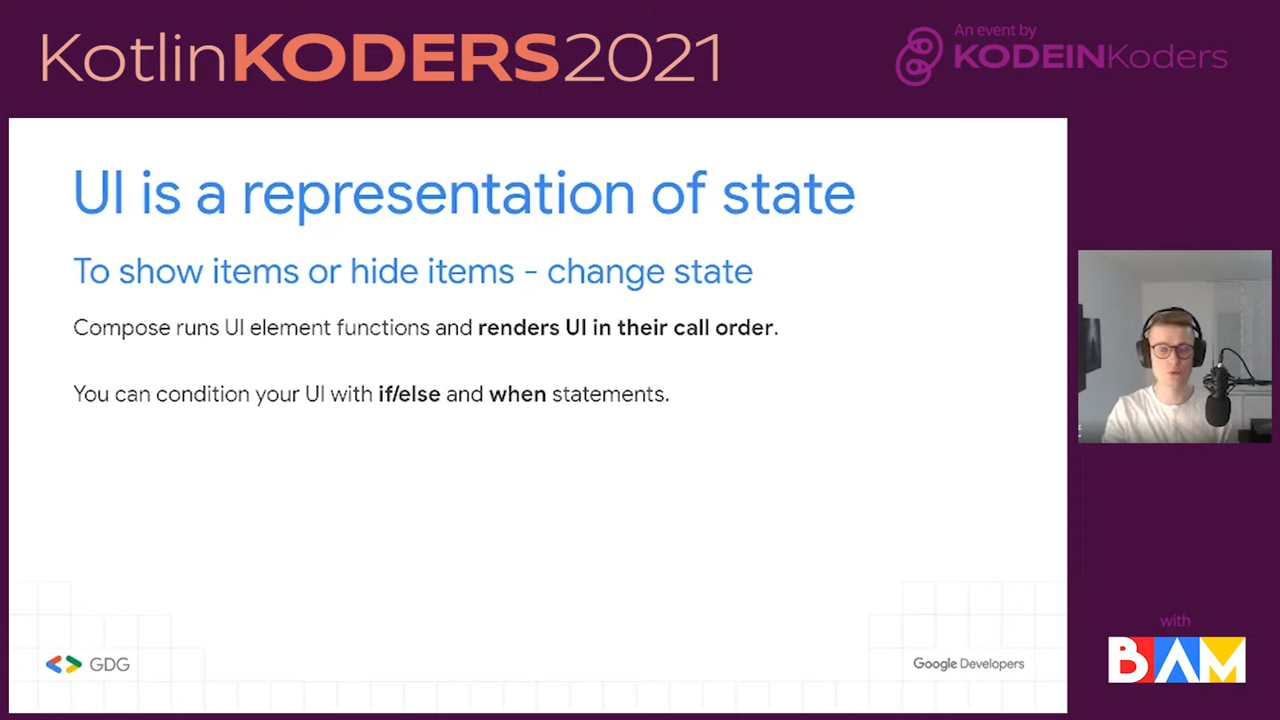 KotlinKODERS2021
An event by
KODEINKoders
UI is a representation of state
To show items or hide items - change state
Compose runs UI element functions and renders UI in their call order.
You can condition your UI with if/else and when statements.
GDG
Google Developers
with
BAM